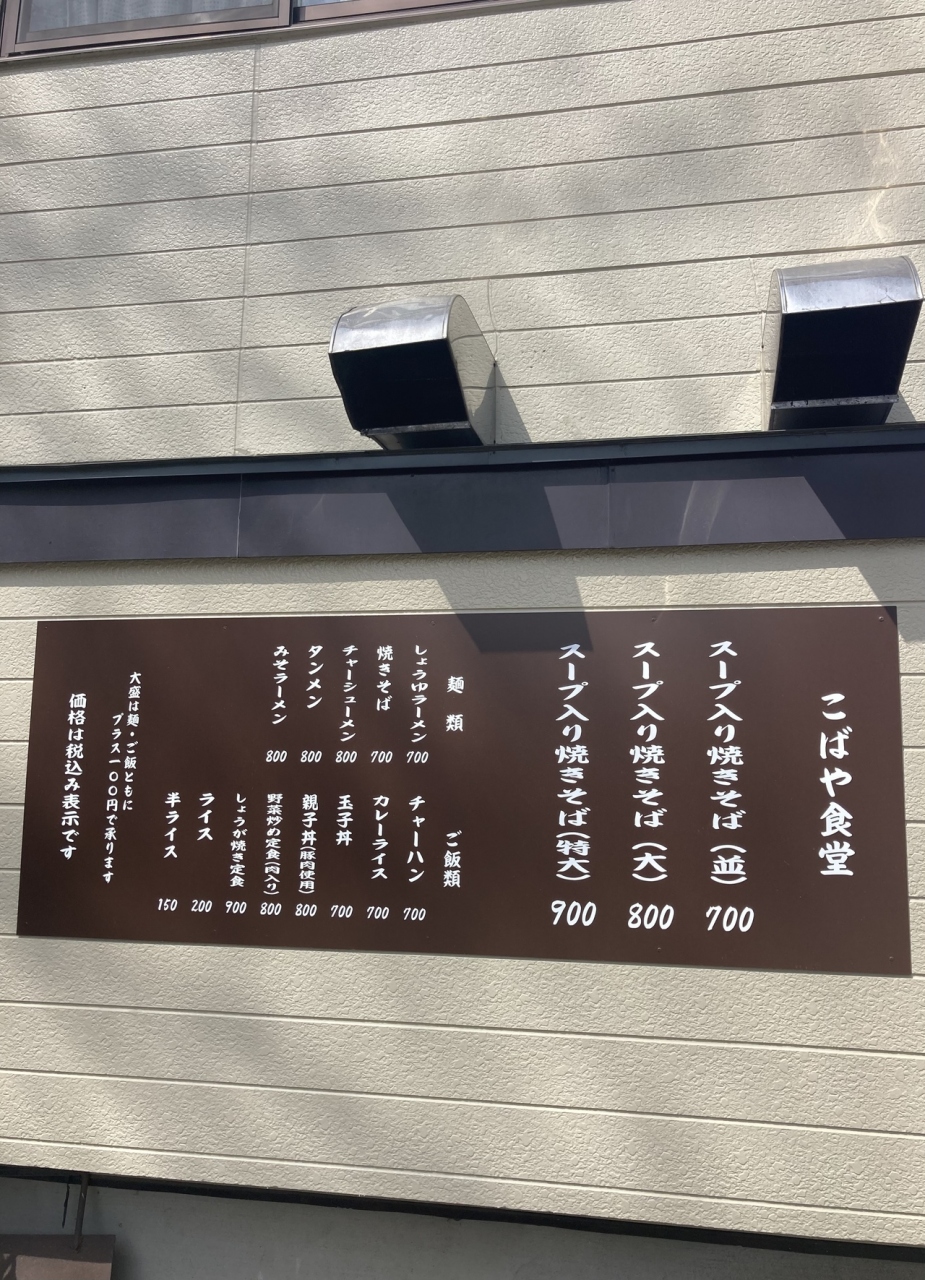 こばや食堂
スープ入り焼きそば（並） 700
スープ入り焼きそば（大） 800
スープ入り焼きそば（特大） 900
麺類
しょうゆラーメン 700
焼きそば 700
チャーシューメン 800
タンメン 800
みそラーメン 800
ご飯類
チャーハン 700
カレーライス 700
玉子丼 700
親子丼（豚肉使用） 800
野菜炒め定食（肉入り） 800
しょうが焼き定食 900
ライス 200
半ライス 150
大盛は麺・ご飯ともに
プラス一〇〇円で承ります
価格は税込み表示です